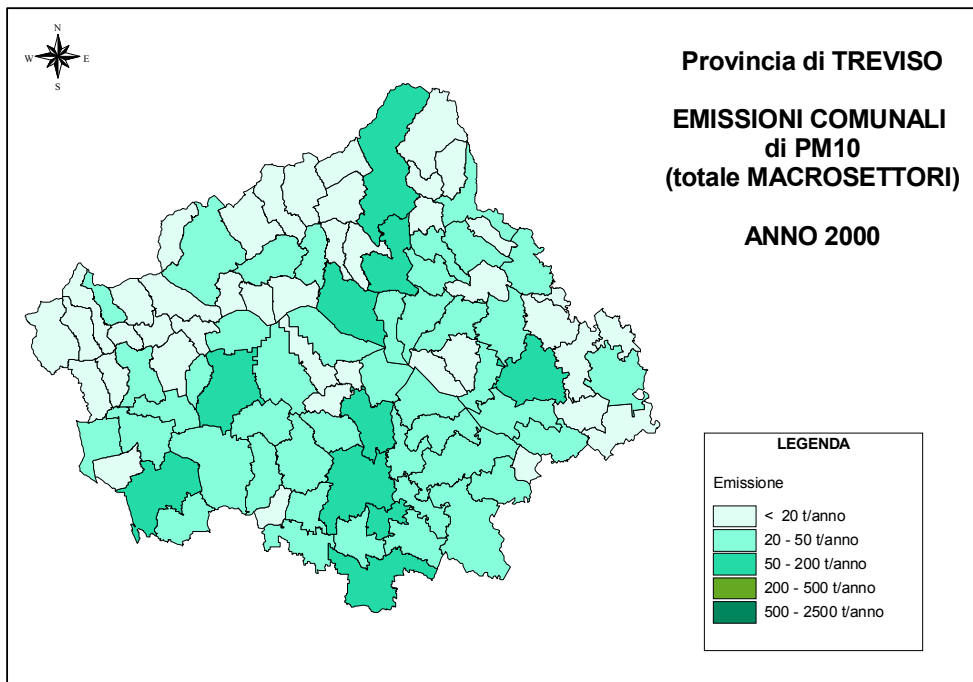 N
W E
S
Provincia di TREVISO
EMISSIONI COMUNALI
di PM10
(totale MACROSETTORI)
ANNO 2000
LEGENDA
Emissione
< 20 t/anno
20 - 50 t/anno
50 - 200 t/anno
200 - 500 t/anno
500 - 2500 t/anno